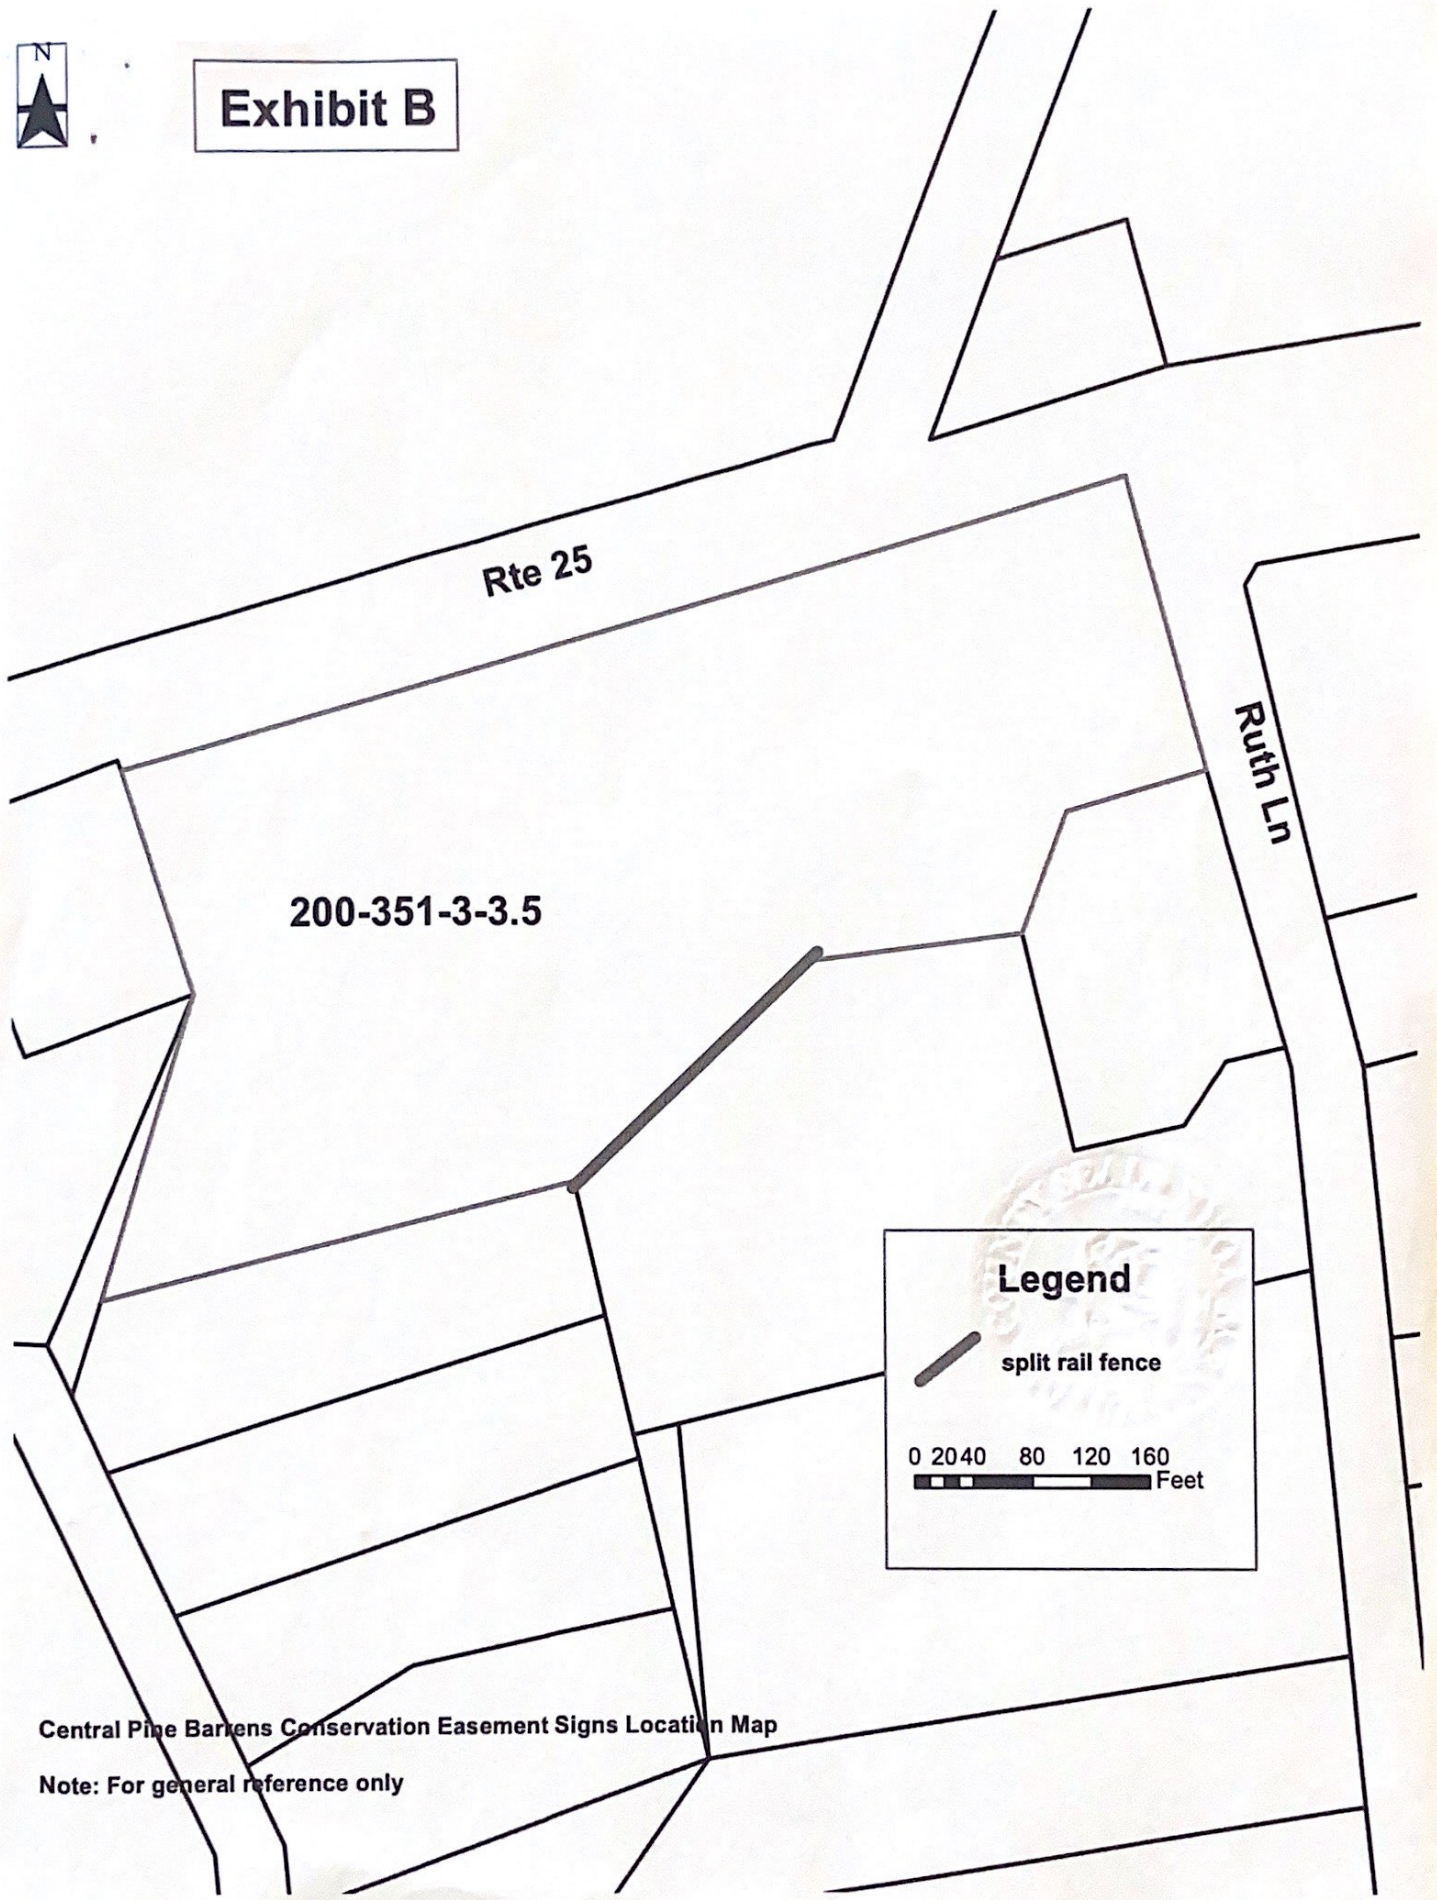 N
Exhibit B
Rte 25
Ruth Ln
200-351-3-3.5
Legend
split rail fence
0 20 40 80 120 160
Feet
Central Pine Barrens Conservation Easement Signs Location Map
Note: For general reference only